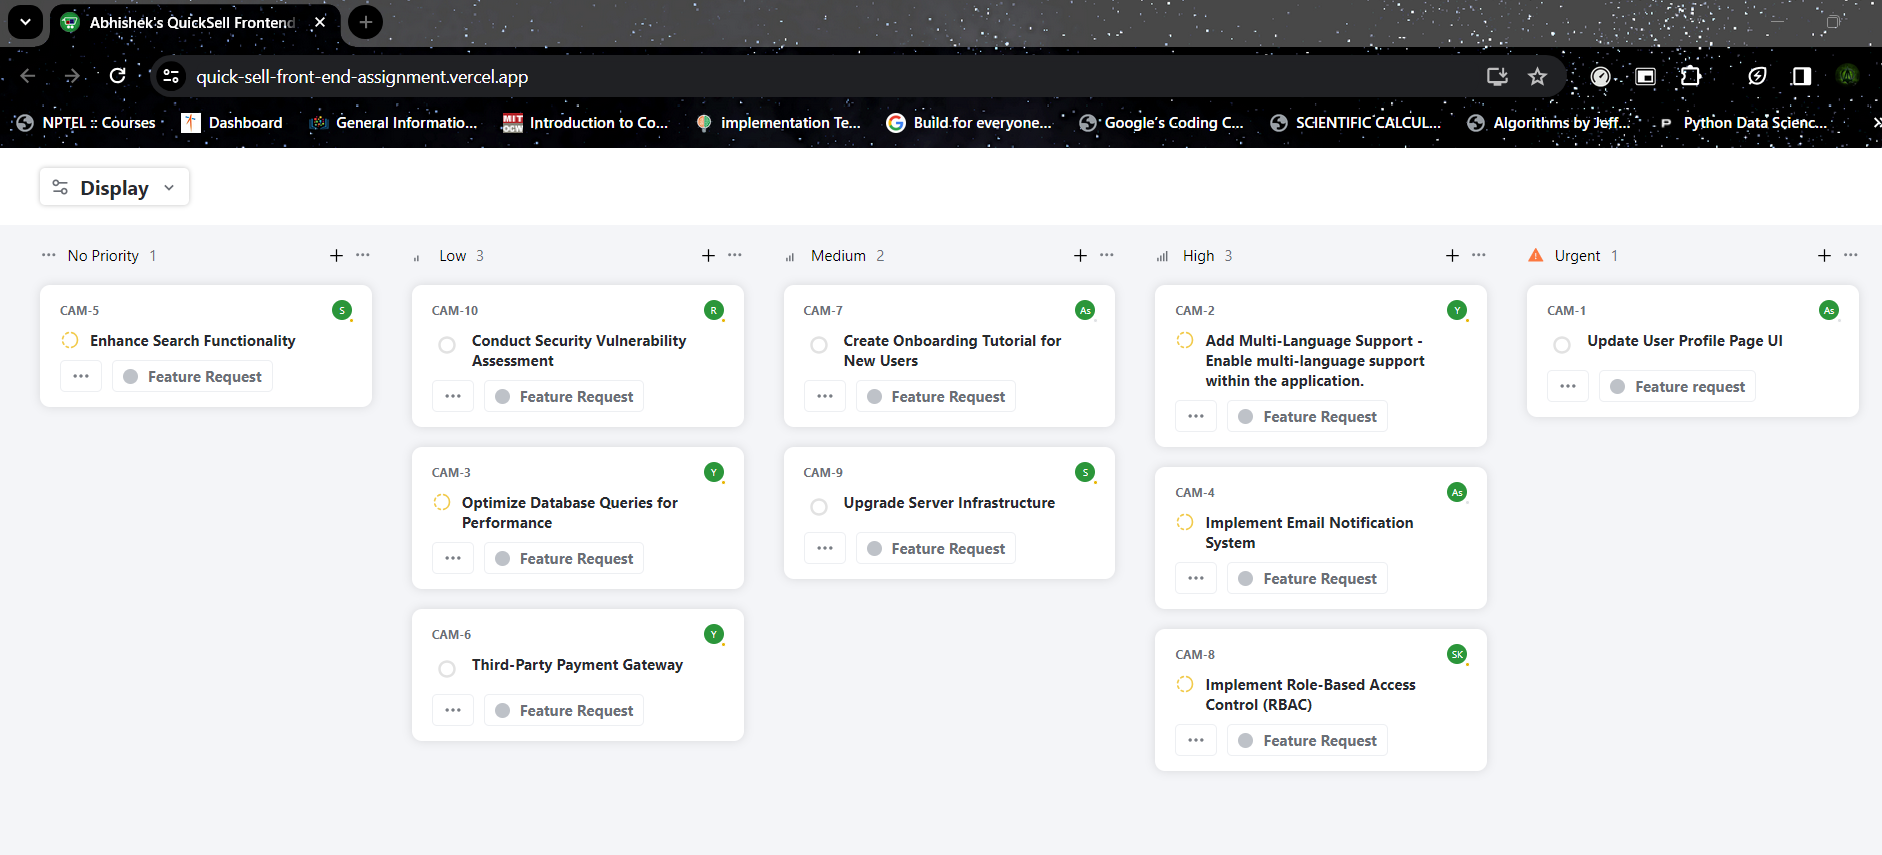 Abhishek's QuickSell Frontend
quick-sell-front-end-assignment.vercel.app
NPTEL :: Courses
Dashboard
General Informatio...
MIT OCW
Introduction to Co...
implementation Te...
Build for everyone...
Google's Coding C...
SCIENTIFIC CALCUL...
Algorithms by Jeff...
P
Python Data Scienc...
Display
No Priority 1
CAM-5
S
Enhance Search Functionality
Feature Request
Low 3
CAM-10
R
Conduct Security Vulnerability
Assessment
Feature Request
CAM-3
Y
Optimize Database Queries for
Performance
Feature Request
CAM-6
Y
Third-Party Payment Gateway
Feature Request
Medium 2
CAM-7
As
Create Onboarding Tutorial for
New Users
Feature Request
CAM-9
S
Upgrade Server Infrastructure
Feature Request
High 3
CAM-2
Y
Add Multi-Language Support -
Enable multi-language support
within the application.
Feature Request
CAM-4
As
Implement Email Notification
System
Feature Request
CAM-8
SK
Implement Role-Based Access
Control (RBAC)
Feature Request
Urgent 1
CAM-1
As
Update User Profile Page UI
Feature request